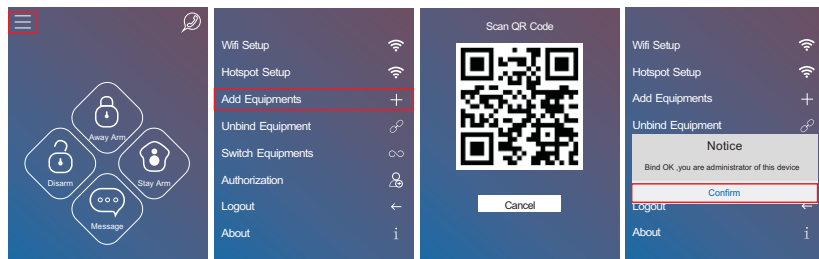 Away Arm
Disarm
Stay Arm
Message
Wifi Setup
Hotspot Setup
Add Equipments
Unbind Equipment
Switch Equipments
Authorization
Logout
About
Scan QR Code
Cancel
Wifi Setup
Hotspot Setup
Add Equipments
Unbind Equipment
Notice
Bind OK ,you are administrator of this device
Confirm
Logout
About